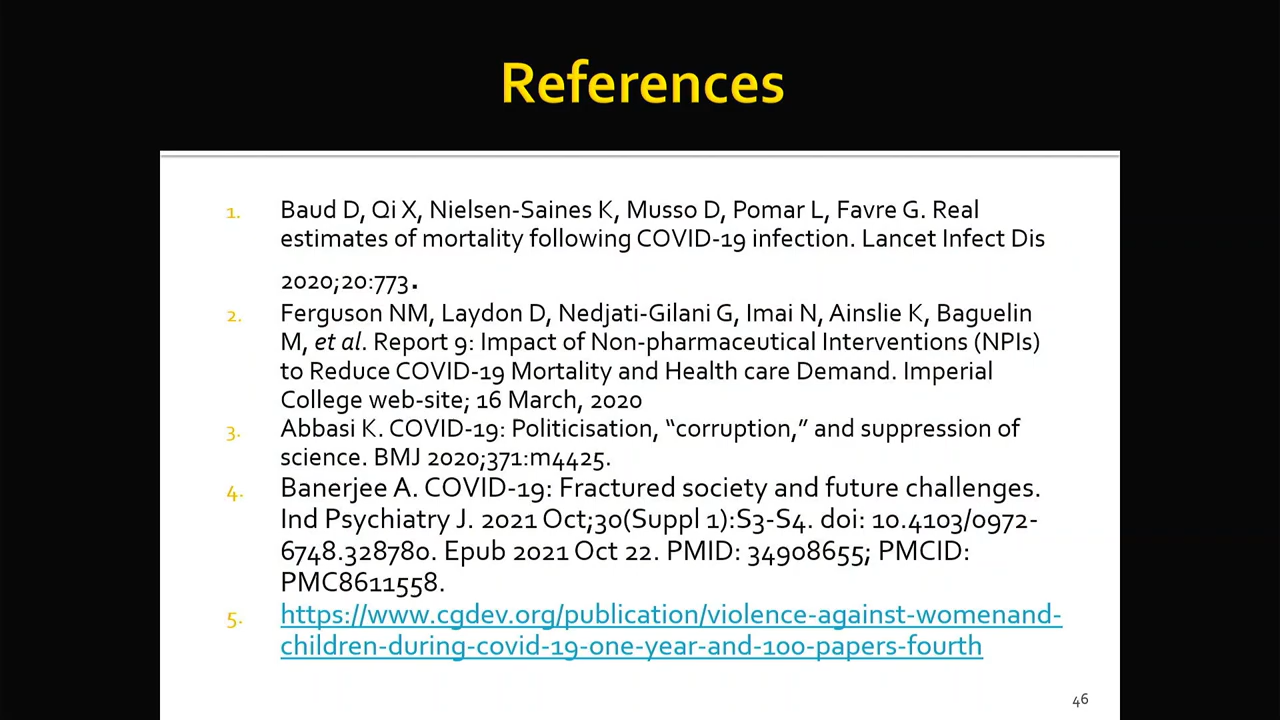 References
1. Baud D, Qi X, Nielsen-Saines K, Musso D, Pomar L, Favre G. Real
estimates of mortality following COVID-19 infection. Lancet Infect Dis
2020;20:773.
2. Ferguson NM, Laydon D, Nedjati-Gilani G, Imai N, Ainslie K, Baguelin
M, et al. Report 9: Impact of Non-pharmaceutical Interventions (NPIs)
to Reduce COVID-19 Mortality and Health care Demand. Imperial
College web-site; 16 March, 2020
3. Abbasi K. COVID-19: Politicisation, “corruption,” and suppression of
science. BMJ 2020;371:m4425.
4. Banerjee A. COVID-19: Fractured society and future challenges.
Ind Psychiatry J. 2021 Oct;30(Suppl 1):S3-S4. doi: 10.4103/0972-
6748.328780. Epub 2021 Oct 22. PMID: 34908655; PMCID:
PMC8611558.
5. https://www.cgdev.org/publication/violence-against-womenand-
children-during-covid-19-one-year-and-100-papers-fourth
46